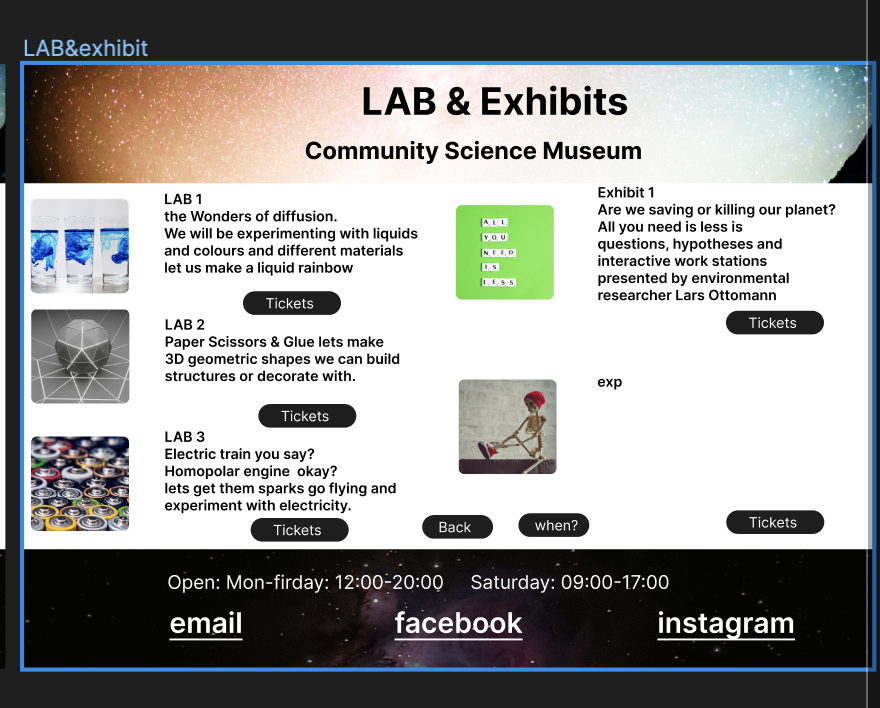 LAB&exhibit
LAB & Exhibits
Community Science Museum
LAB 1
the Wonders of diffusion.
We will be experimenting with liquids
and colours and different materials
let us make a liquid rainbow
Tickets
LAB 2
Paper Scissors & Glue lets make
3D geometric shapes we can build
structures or decorate with.
Tickets
LAB 3
Electric train you say?
Homopolar engine  okay?
lets get them sparks go flying and
experiment with electricity.
Tickets
ALL
YOU
NEED
IS
LESS
Exhibit 1
Are we saving or killing our planet?
All you need is less is
questions, hypotheses and
interactive work stations
presented by environmental
researcher Lars Ottomann
Tickets
exp
Tickets
Back
when?
Open: Mon-firday: 12:00-20:00 Saturday: 09:00-17:00
email facebook instagram